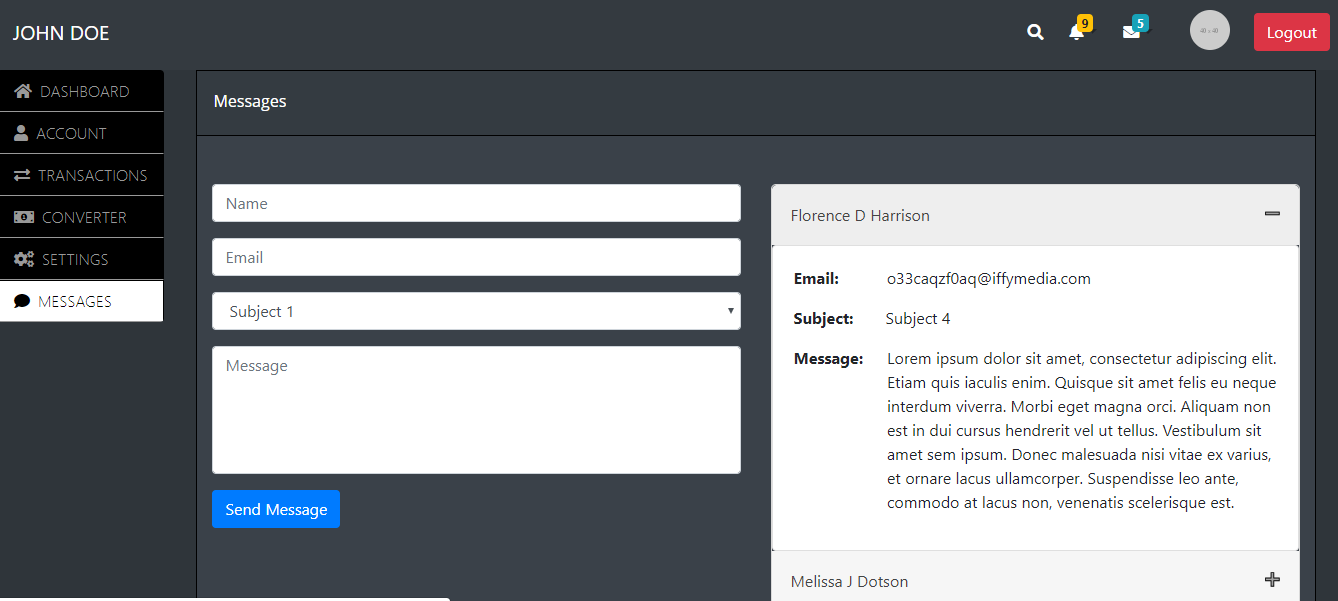 JOHN DOE
9
5
40 x 40
Logout
DASHBOARD
ACCOUNT
TRANSACTIONS
CONVERTER
SETTINGS
MESSAGES
Messages
Name
Email
Subject 1
Message
Send Message
Florence D Harrison
Email: o33caqzf0aq@iffymedia.com
Subject: Subject 4
Message: Lorem ipsum dolor sit amet, consectetur adipiscing elit.
Etiam quis iaculis enim. Quisque sit amet felis eu neque
interdum viverra. Morbi eget magna orci. Aliquam non
est in dui cursus hendrerit vel ut tellus. Vestibulum sit
amet sem ipsum. Donec malesuada nisi vitae ex varius,
et ornare lacus ullamcorper. Suspendisse leo ante,
commodo at lacus non, venenatis scelerisque est.
Melissa J Dotson